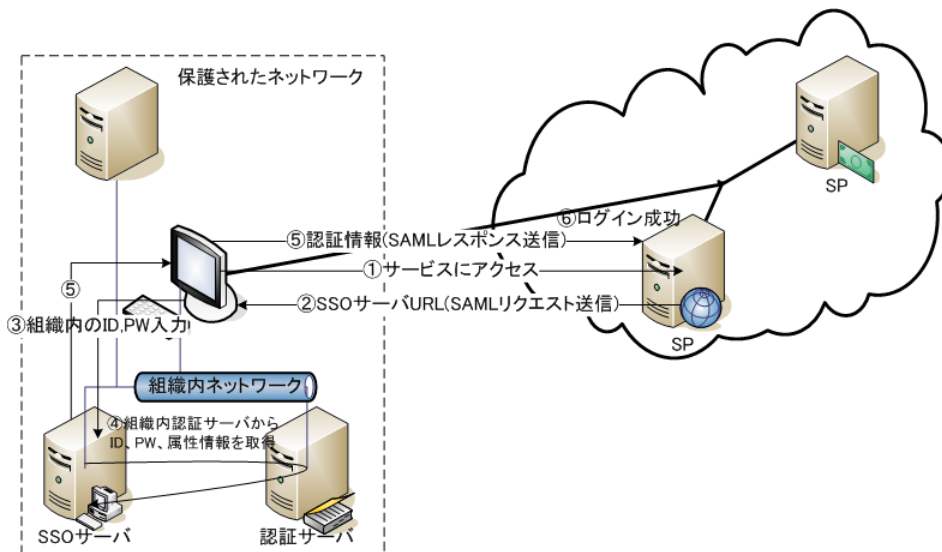 保護されたネットワーク
SP
⑥ログイン成功
⑤認証情報(SAMLレスポンス送信)
①サービスにアクセス
⑤
②SSOサーバURL(SAMLリクエスト送信)
③組織内のID,PW入力
SP
組織内ネットワーク
④組織内認証サーバから
ID、PW、属性情報を取得
SSOサーバ
認証サーバ